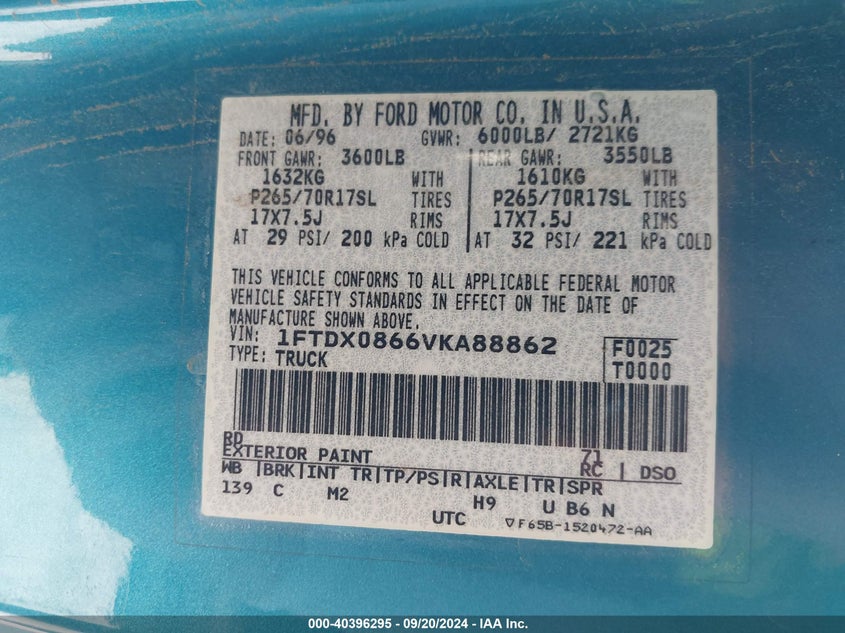 MFD. BY FORD MOTOR CO. IN U.S.A.
DATE: 06/96 GVWR: 6000LB/ 2721KG
FRONT GAWR: 3600LB REAR GAWR: 3550LB
1632KG WITH 1610KG WITH
P265/70R17SL TIRES P265/70R17SL TIRES
17X7.5J RIMS 17X7.5J RIMS
AT 29 PSI/ 200 kPa COLD AT 32 PSI/ 221 kPa COLD
THIS VEHICLE CONFORMS TO ALL APPLICABLE FEDERAL MOTOR
VEHICLE SAFETY STANDARDS IN EFFECT ON THE DATE OF
MANUFACTURE SHOWN ABOVE.
VIN: 1FTDX0866VKA88862 F0025
TYPE: TRUCK T0000
RD 71
EXTERIOR PAINT RC | DSO
WB |BRK|INT TR|TP/PS|R|AXLE|TR|SPR
139 C M2 H9 U B6 N
UTC ▽F65B-1520472-AA
000-40396295 - 09/20/2024 - IAA Inc.